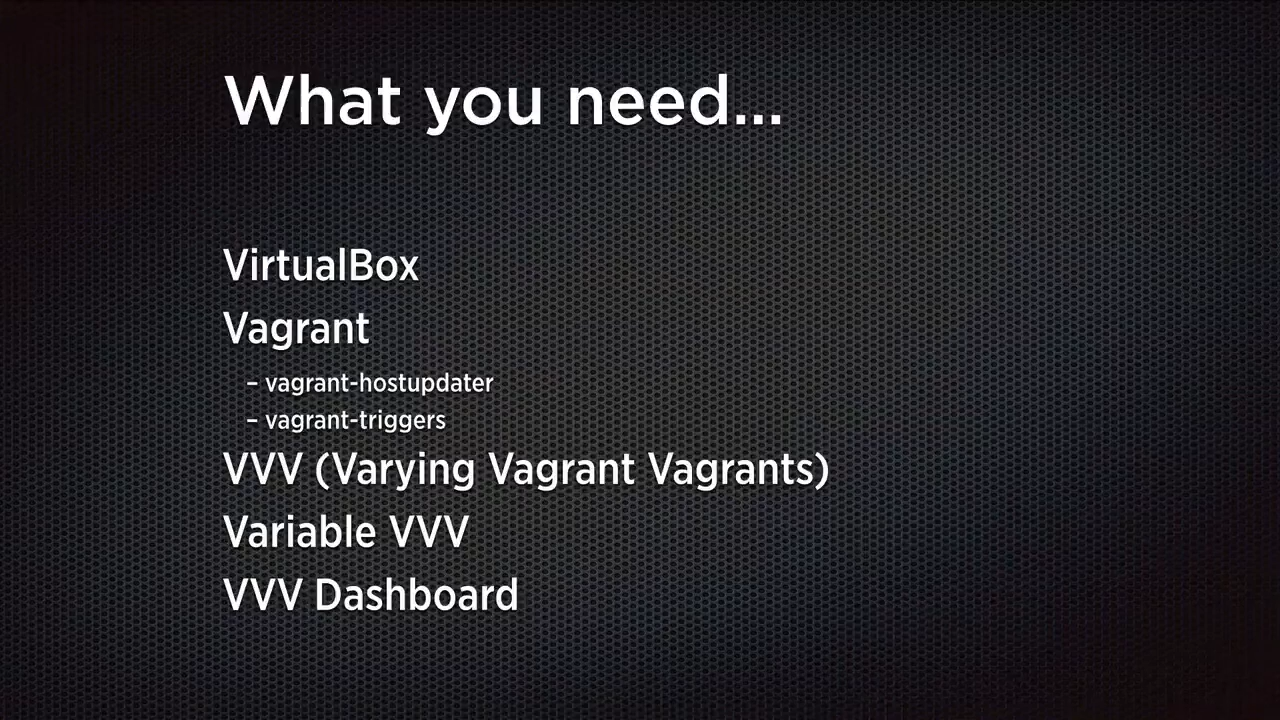 What you need...
VirtualBox
Vagrant
– vagrant-hostupdater
– vagrant-triggers
VVV (Varying Vagrant Vagrants)
Variable VVV
VVV Dashboard